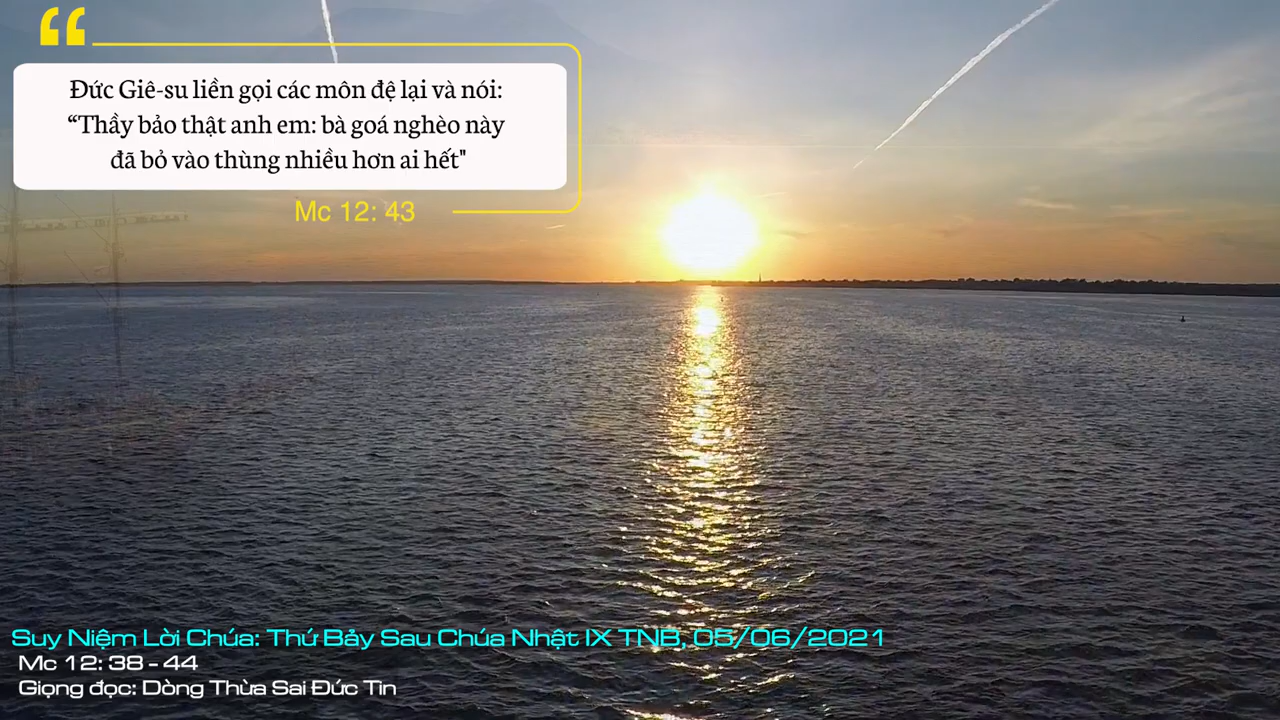 “
Đức Giê-su liền gọi các môn đệ lại và nói:
“Thầy bảo thật anh em: bà goá nghèo này
đã bỏ vào thùng nhiều hơn ai hết"
Mc 12: 43
Suy Niệm Lời Chúa: Thứ Bảy Sau Chúa Nhật IX TNB, 05/06/2021
Mc 12: 38 - 44
Giọng đọc: Dòng Thừa Sai Đức Tin